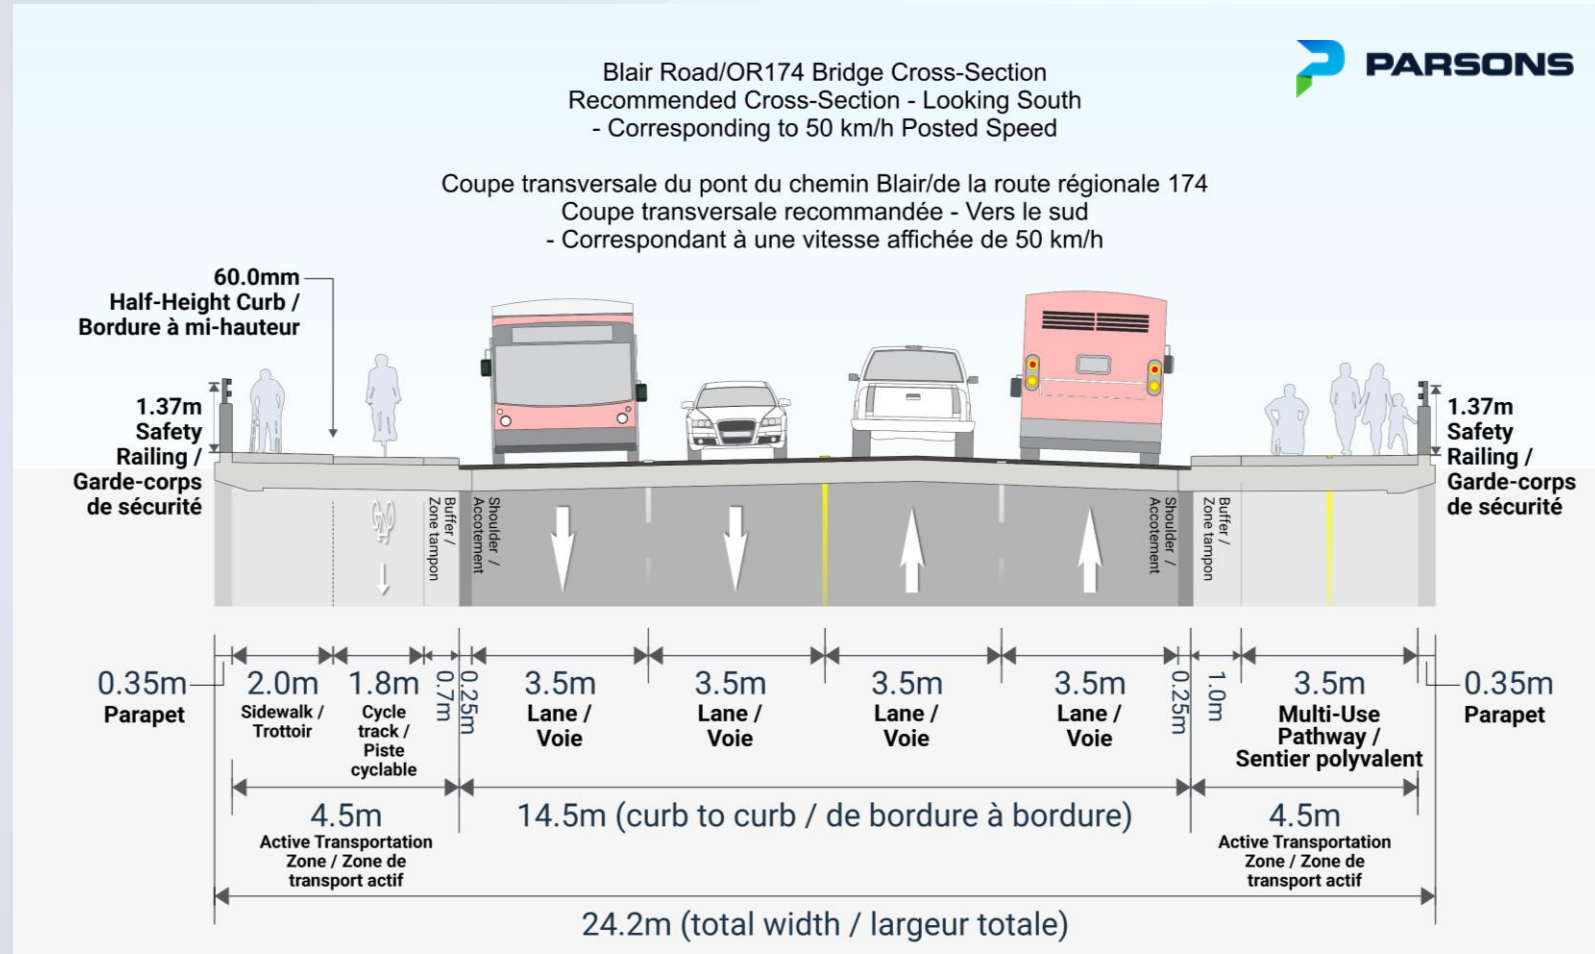 PARSONS
Blair Road/OR174 Bridge Cross-Section
Recommended Cross-Section - Looking South
- Corresponding to 50 km/h Posted Speed
Coupe transversale du pont du chemin Blair/de la route régionale 174
Coupe transversale recommandée - Vers le sud
- Correspondant à une vitesse affichée de 50 km/h
60.0mm
Half-Height Curb /
Bordure à mi-hauteur
1.37m
Safety
Railing /
Garde-corps
de sécurité
1.37m
Safety
Railing /
Garde-corps
de sécurité
Buffer /
Zone tampon
Shoulder /
Accotement
Shoulder /
Accotement
Buffer /
Zone tampon
0.35m
Parapet
2.0m
Sidewalk /
Trottoir
1.8m
Cycle
track /
Piste
cyclable
0.7m
0.25m
3.5m
Lane /
Voie
3.5m
Lane /
Voie
3.5m
Lane /
Voie
3.5m
Lane /
Voie
0.25m
1.0m
3.5m
Multi-Use
Pathway /
Sentier polyvalent
0.35m
Parapet
4.5m
Active Transportation
Zone / Zone de
transport actif
14.5m (curb to curb / de bordure à bordure)
4.5m
Active Transportation
Zone / Zone de
transport actif
24.2m (total width / largeur totale)